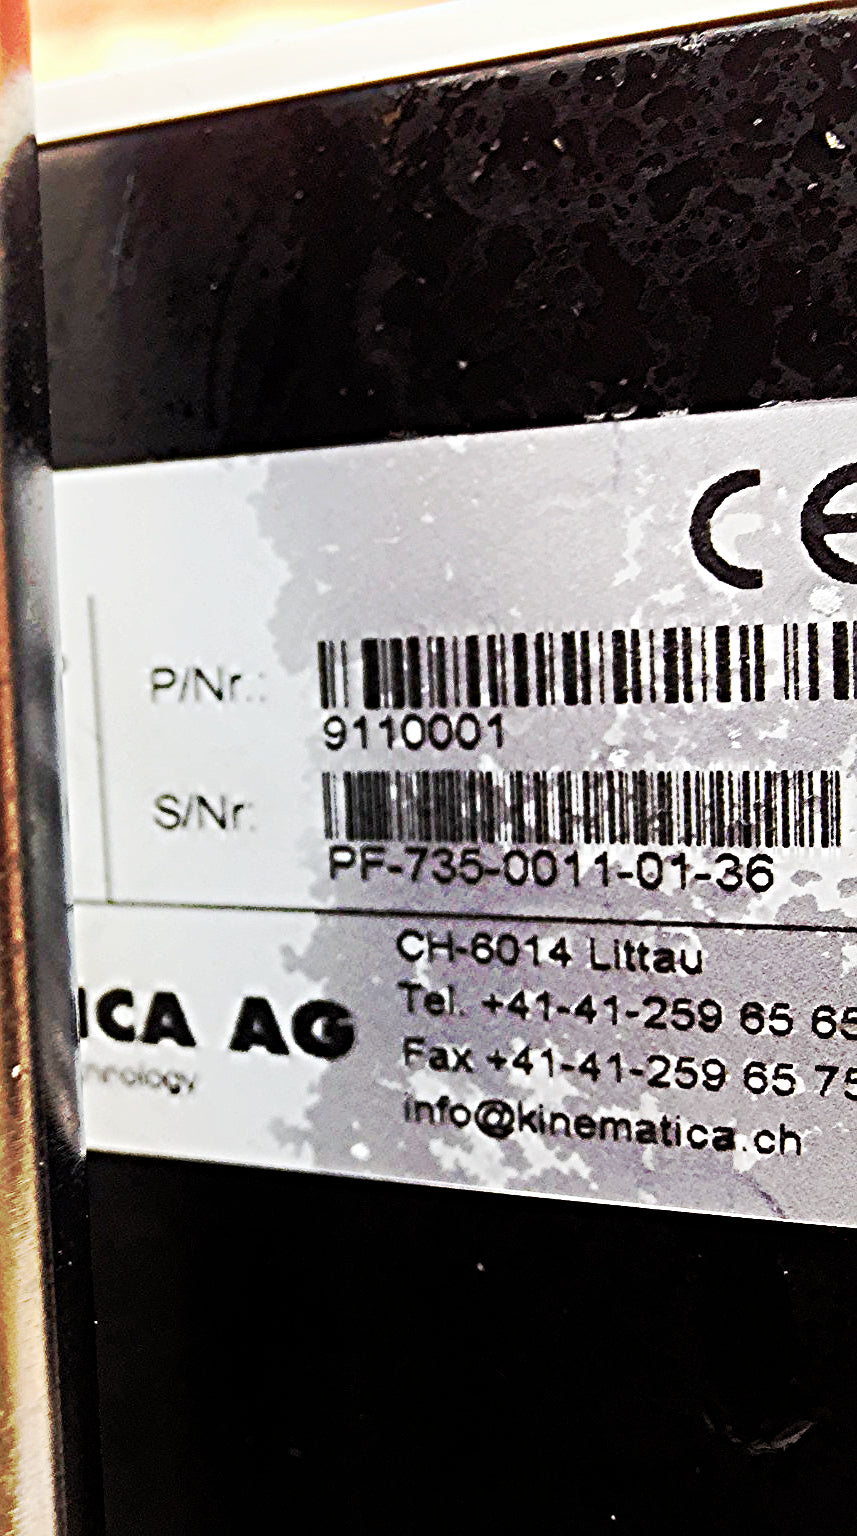 CE
P/Nr.:
9110001
S/Nr:
PF-735-0011-01-36
CH-6014 Littau
Tel. +41-41-259 65 65
ICA AG
Fax +41-41-259 65 75
nology
info@kinematica.ch